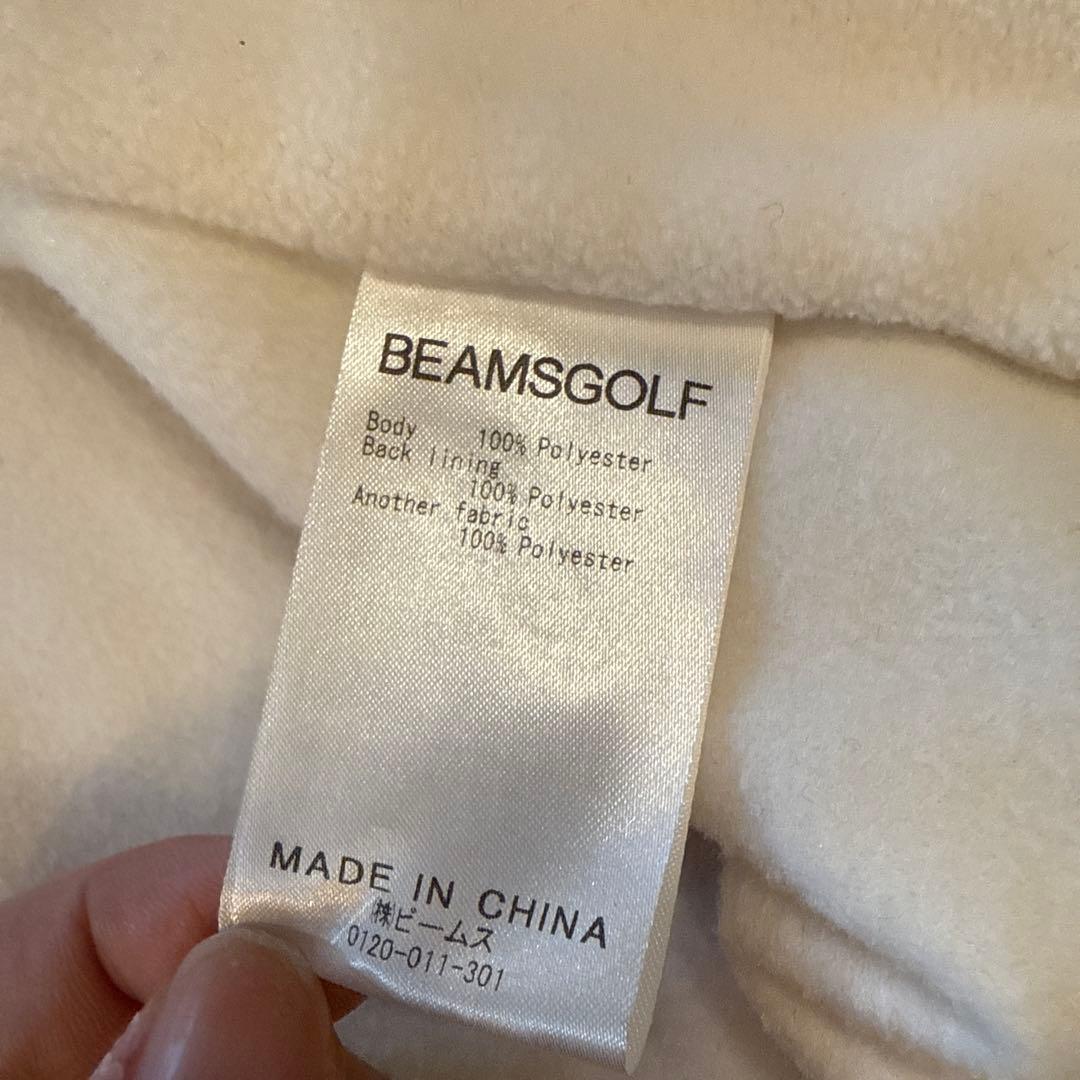 BEAMSGOLF
Body 100% Polyester
Back lining
100% Polyester
Another fabric
100% Polyester
MADE IN CHINA
㈱ビームス
0120-011-301